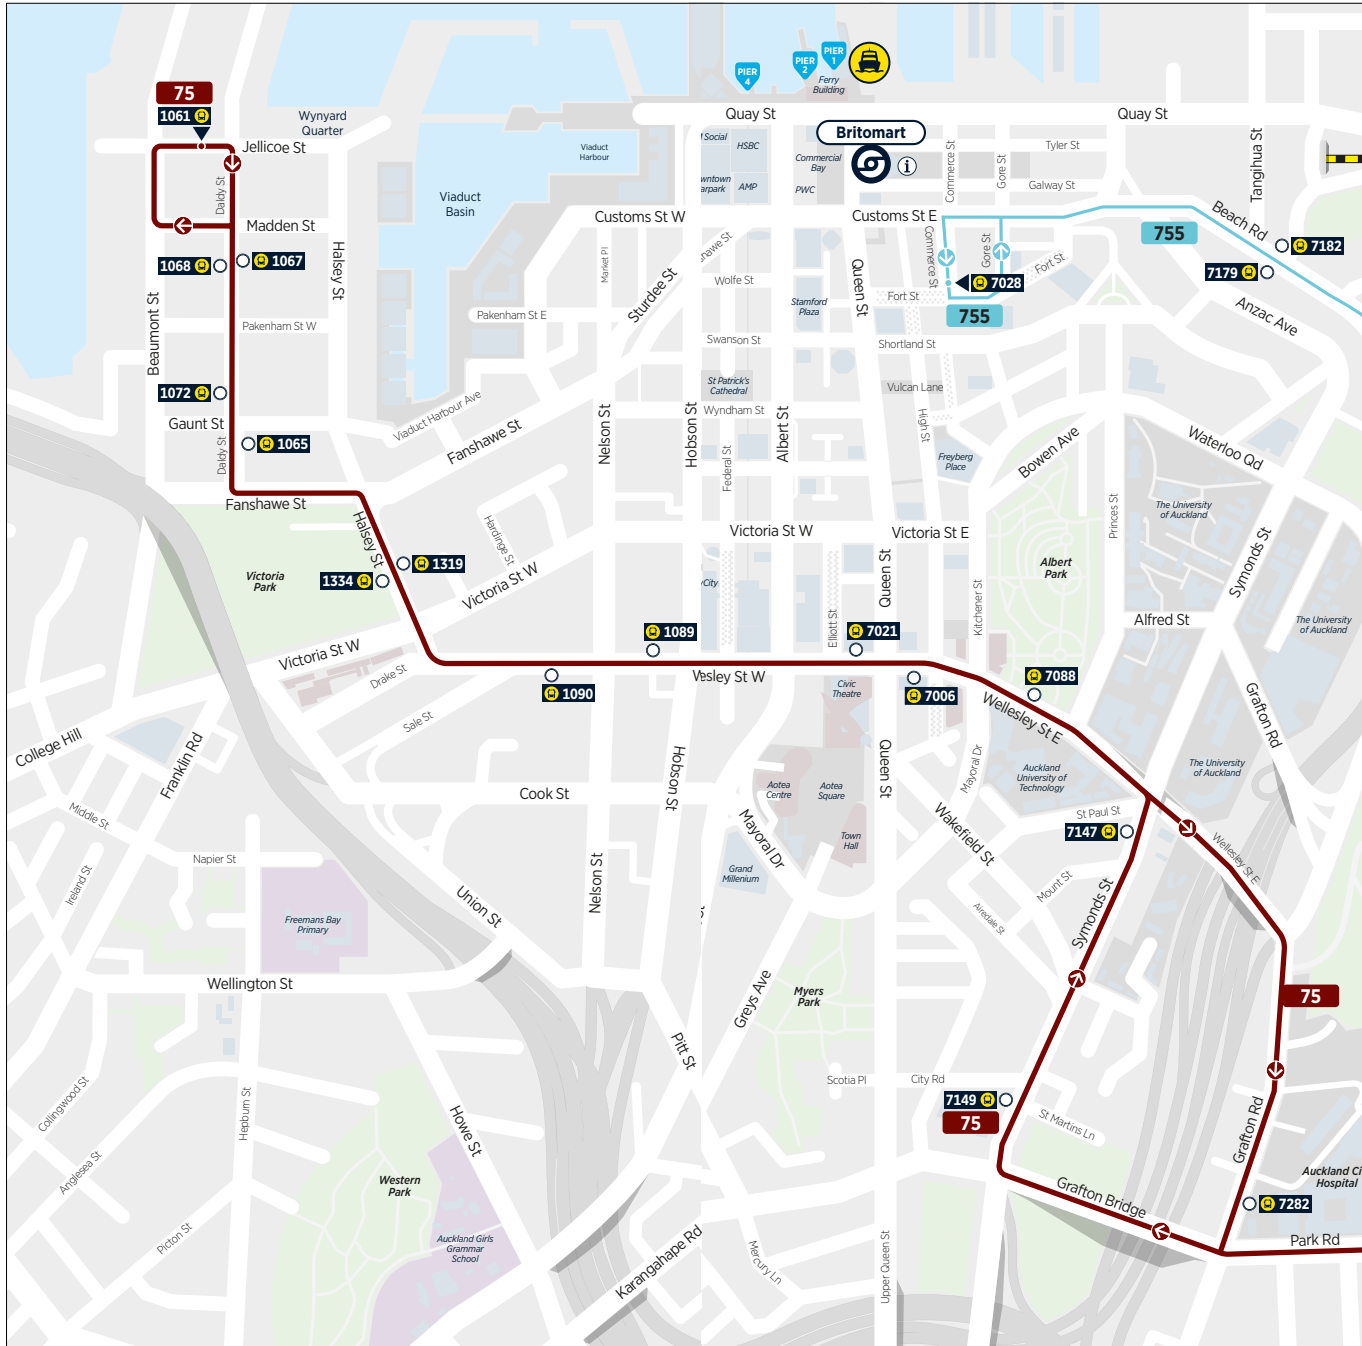 PIER
4
PIER
2
PIER
1
Ferry
Building
75
1061
Wynyard
Quarter
Quay St
Quay St
Jellicoe St
Viaduct
Harbour
Social
HSBC
Commercial
Bay
Britomart
i
Commerce St
Gore St
Tyler St
Tangihua St
Daldy St
Viaduct
Basin
AMP
PWC
Galway St
Madden St
Customs St W
Customs St E
Beach Rd
755
7182
1068
1067
Halsey St
Market Pl
Sturdee St
Wolfe St
Queen St
Commerce St
Gore St
Fort St
7028
7179
Beaumont St
Pakenham St W
Pakenham St E
Stamford
Plaza
Fort St
755
Anzac Ave
Swanson St
Shortland St
1072
St Patrick's
Cathedral
Vulcan Lane
Gaunt St
Viaduct Harbour Ave
Fanshawe St
Nelson St
Hobson St
Wyndham St
Albert St
High St
Bowen Ave
Waterloo Qd
Daldy St
1065
Federal St
Freyberg
Place
Fanshawe St
Halsey St
Hardinge St
Victoria St W
Victoria St E
Princes St
The University
of Auckland
Symonds St
1319
1334
Victoria
Park
Victoria St W
Queen St
Albert
Park
Kitchener St
Elliott St
Alfred St
The University
of Auckland
1089
7021
Victoria St W
Drake St
1090
Civic
Theatre
7006
7088
Wellesley St E
Grafton Rd
Sale St
College Hill
Franklin Rd
Hobson St
Queen St
Mayoral Dr
Auckland
University of
Technology
The University
of Auckland
Cook St
Aotea
Centre
Aotea
Square
Middle St
Mayoral Dr
Town
Hall
Wakefield St
St Paul St
7147
Wellesley St E
Napier St
Ireland St
Grand
Millenium
Nelson St
Union St
Mount St
Airedale St
Symonds St
Freemans Bay
Primary
Wellington St
Greys Ave
Myers
Park
75
Pitt St
Scotia Pl
City Rd
Collingwood St
Hepburn St
Howe St
7149
75
St Martins Ln
Grafton Rd
Anglesea St
Western
Park
Grafton Bridge
Auckland Ci
Hospital
7282
Picton St
Auckland Girls
Grammar
School
Karangahape Rd
Mercury Ln
Upper Queen St
Park Rd